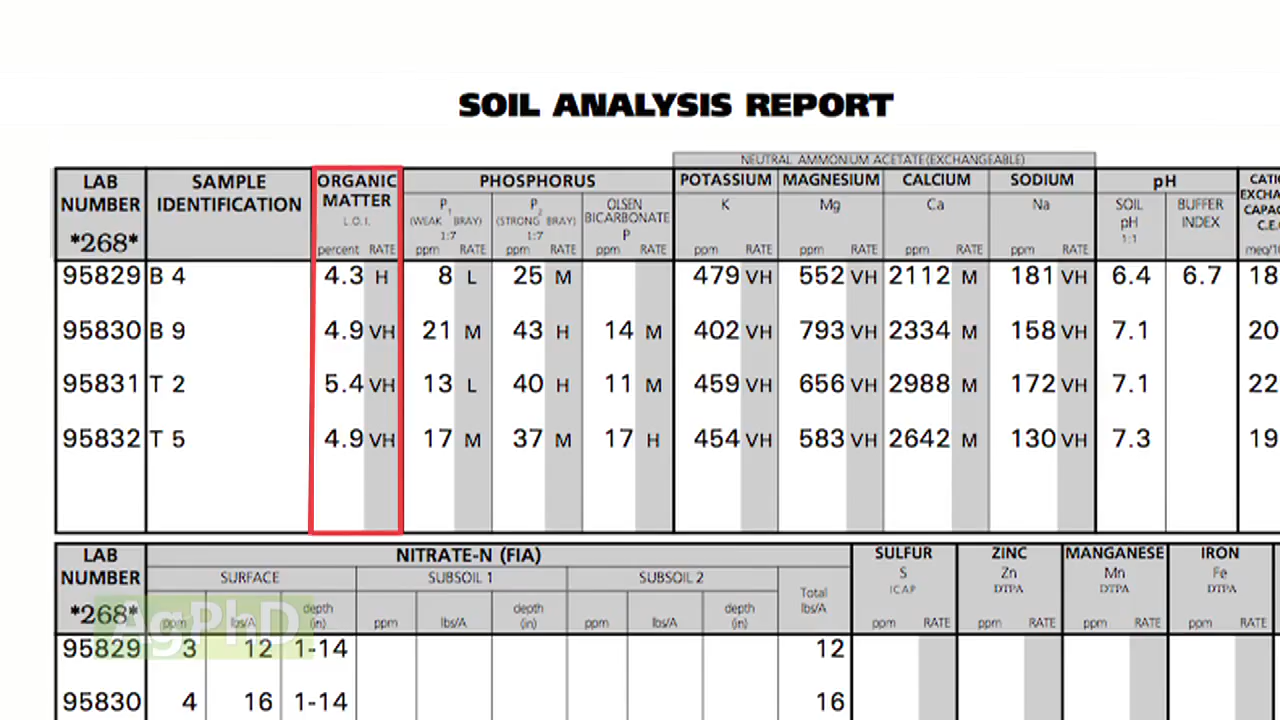 SOIL ANALYSIS REPORT
NEUTRAL AMMONIUM ACETATE (EXCHANGEABLE)
LAB NUMBER *268* SAMPLE IDENTIFICATION ORGANIC MATTER L.O.I. percent RATE PHOSPHORUS P1 (WEAK BRAY) 1:7 ppm RATE P2 (STRONG BRAY) 1:7 ppm RATE OLSEN BICARBONATE P ppm RATE POTASSIUM K ppm RATE MAGNESIUM Mg ppm RATE CALCIUM Ca ppm RATE SODIUM Na ppm RATE pH SOIL pH 1:1 BUFFER INDEX
95829 B 4 4.3 H 8 L 25 M 479 VH 552 VH 2112 M 181 VH 6.4 6.7 18
95830 B 9 4.9 VH 21 M 43 H 14 M 402 VH 793 VH 2334 M 158 VH 7.1 20
95831 T 2 5.4 VH 13 L 40 H 11 M 459 VH 656 VH 2988 M 172 VH 7.1 22
95832 T 5 4.9 VH 17 M 37 M 17 H 454 VH 583 VH 2642 M 130 VH 7.3 19
LAB NUMBER *268* NITRATE-N (FIA) SURFACE ppm lbs/A depth (in) SUBSOIL 1 ppm lbs/A depth (in) SUBSOIL 2 ppm lbs/A depth (in) Total lbs/A SULFUR S ICAP ppm RATE ZINC Zn DTPA ppm RATE MANGANESE Mn DTPA ppm RATE IRON Fe DTPA ppm RATE
AgPhD
95829 3 12 1-14 12
95830 4 16 1-14 16